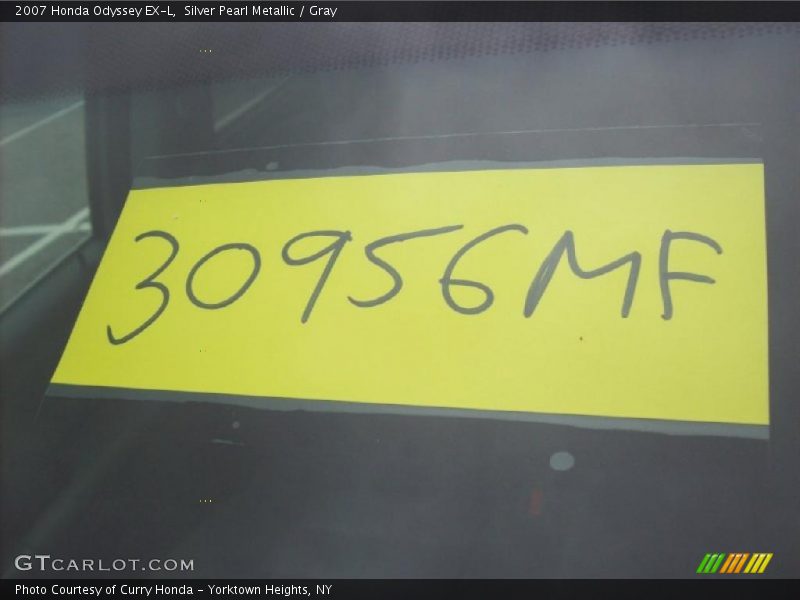 2007 Honda Odyssey EX-L, Silver Pearl Metallic / Gray
30956MF
GTCARLOT.COM
Photo Courtesy of Curry Honda - Yorktown Heights, NY